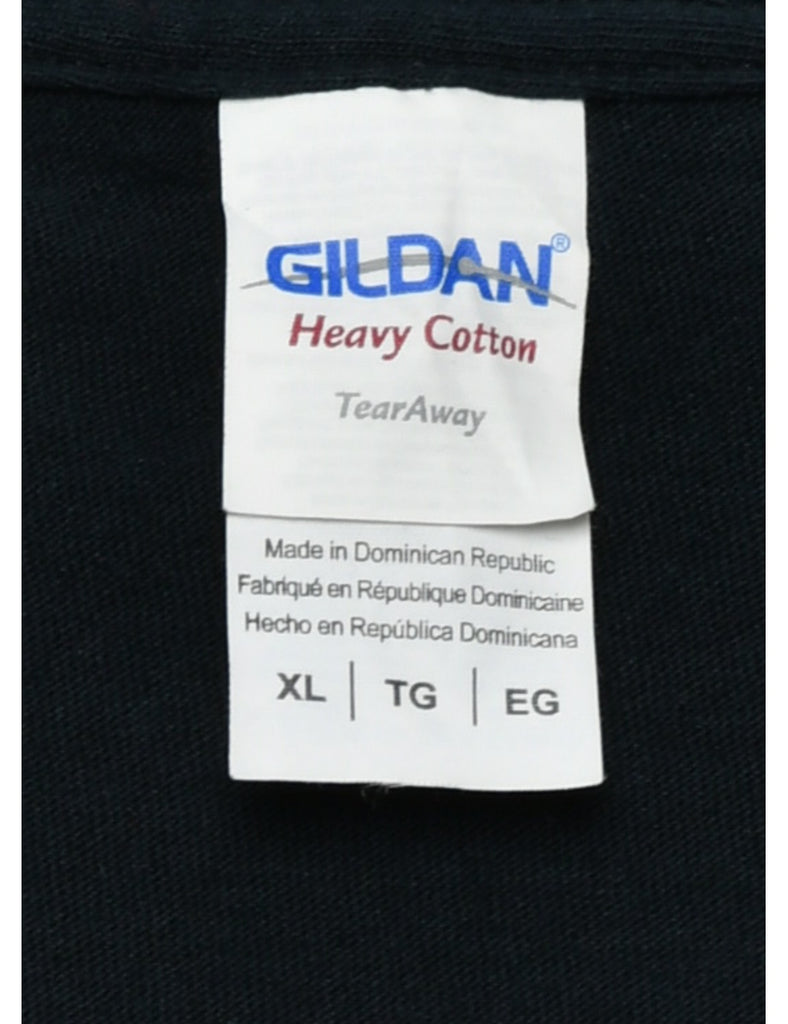 GILDAN®
Heavy Cotton
TearAway
Made in Dominican Republic
Fabriqué en République Dominicaine
Hecho en República Dominicana
XL | TG | EG